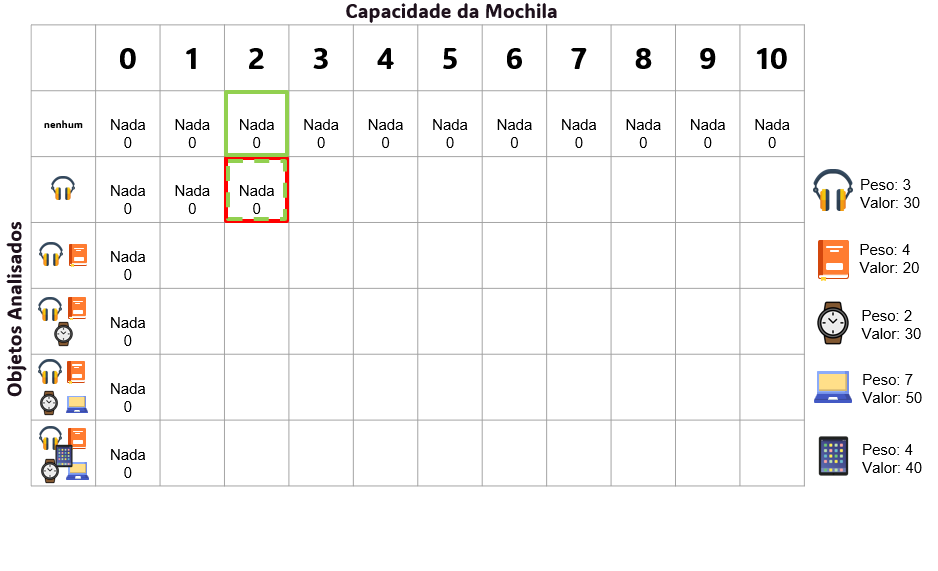 Capacidade da Mochila
0 1 2 3 4 5 6 7 8 9 10
Objetos Analisados
nenhum
Nada Nada Nada Nada Nada Nada Nada Nada Nada Nada Nada
0 0 0 0 0 0 0 0 0 0 0
Nada Nada Nada
0 0 0
Nada
0
Nada
0
Nada
0
Nada
0
Peso: 3
Valor: 30
Peso: 4
Valor: 20
Peso: 2
Valor: 30
Peso: 7
Valor: 50
Peso: 4
Valor: 40